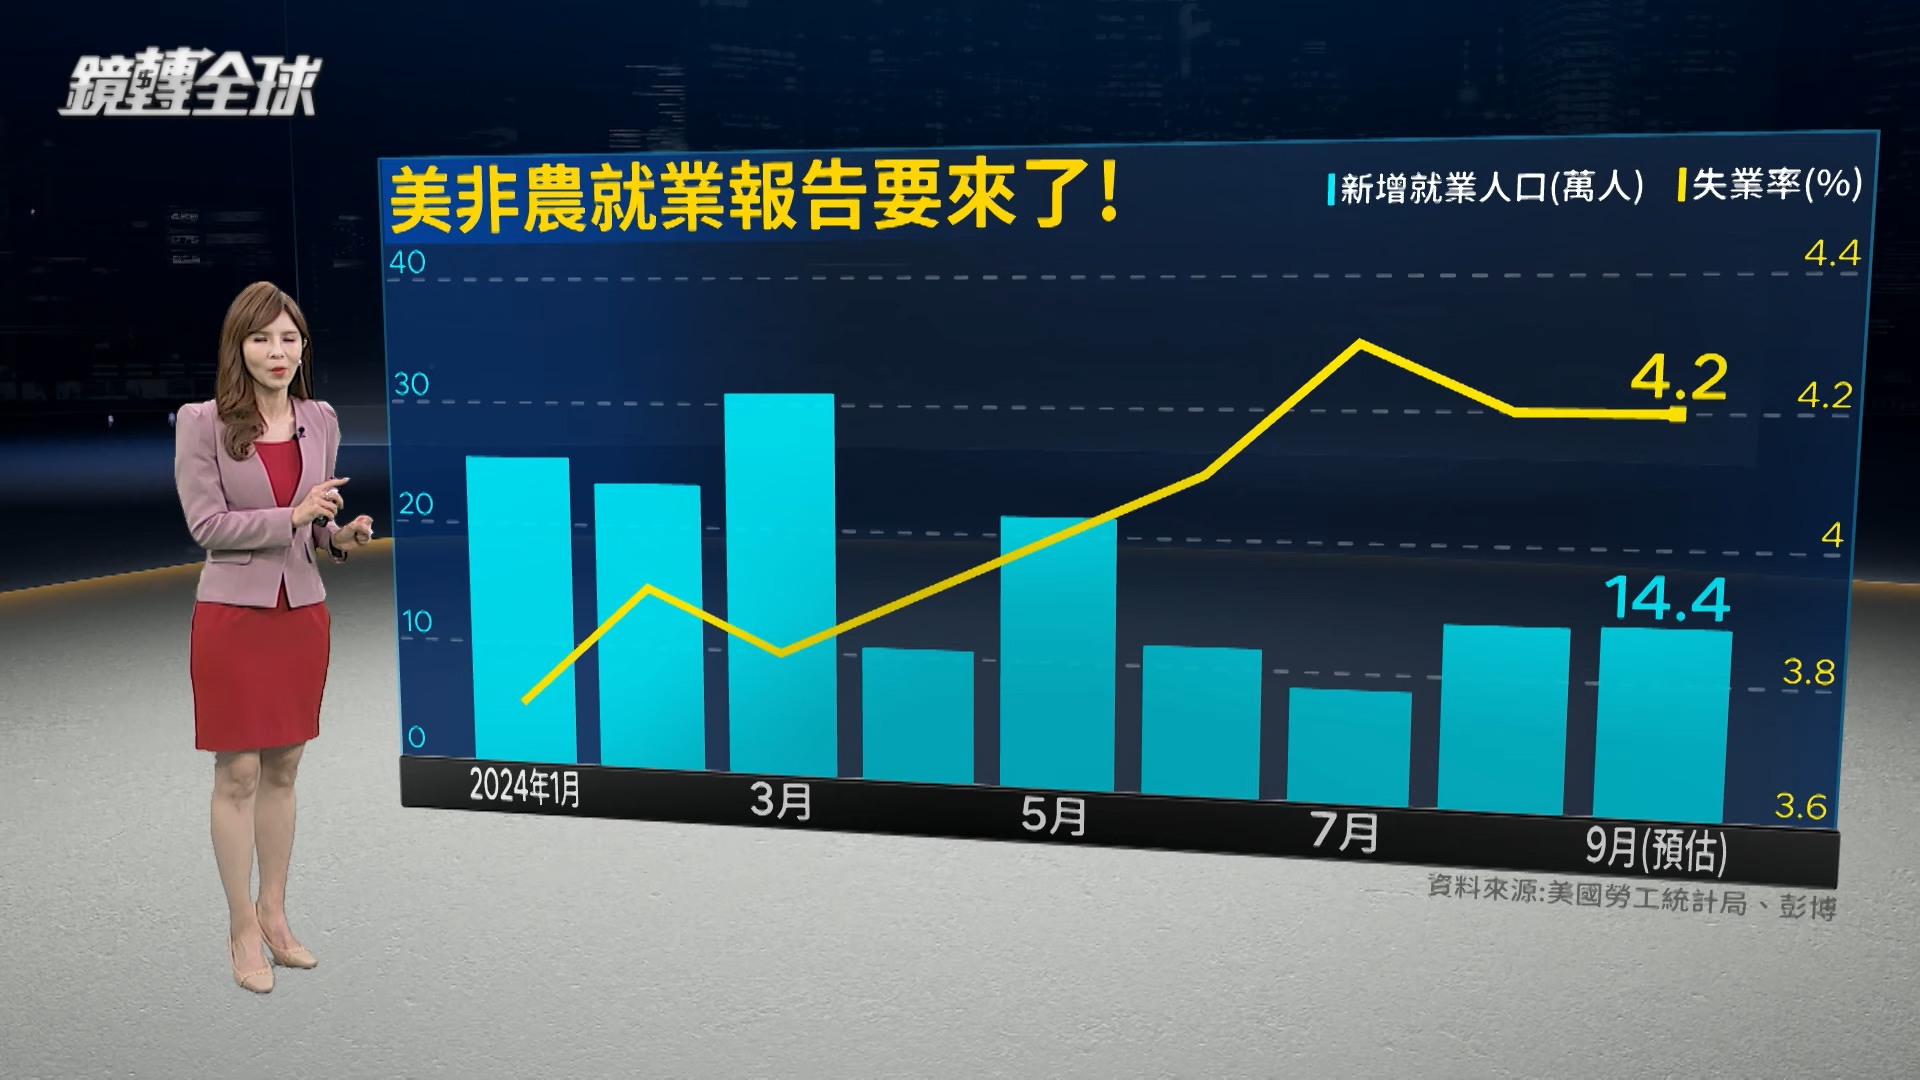 鏡轉全球
美非農就業報告要來了!
新增就業人口(萬人) 失業率(%)
40
30
20
10
0
4.4
4.2
4
3.8
3.6
4.2
14.4
2024年1月 3月 5月 7月 9月(預估)
資料來源:美國勞工統計局、彭博